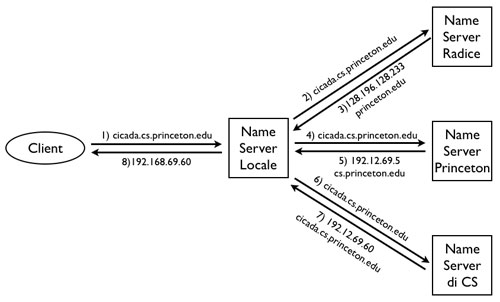 Client
1) cicada.cs.princeton.edu
8)192.168.69.60
Name
Server
Locale
2) cicada.cs.princeton.edu
3)128.196.128.233
princeton.edu
Name
Server
Radice
4) cicada.cs.princeton.edu
5) 192.12.69.5
cs.princeton.edu
Name
Server
Princeton
6) cicada.cs.princeton.edu
7) 192.12.69.60
cicada.cs.princeton.edu
Name
Server
di CS